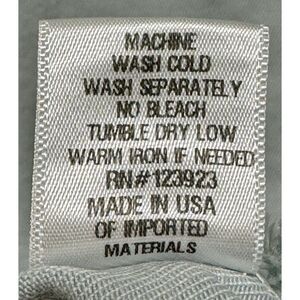 MACHINE
WASH COLD
WASH SEPARATELY
NO BLEACH
TUMBLE DRY LOW
WARM IRON IF NEEDED
RN#123923
MADE IN USA
OF IMPORTED
MATERIALS